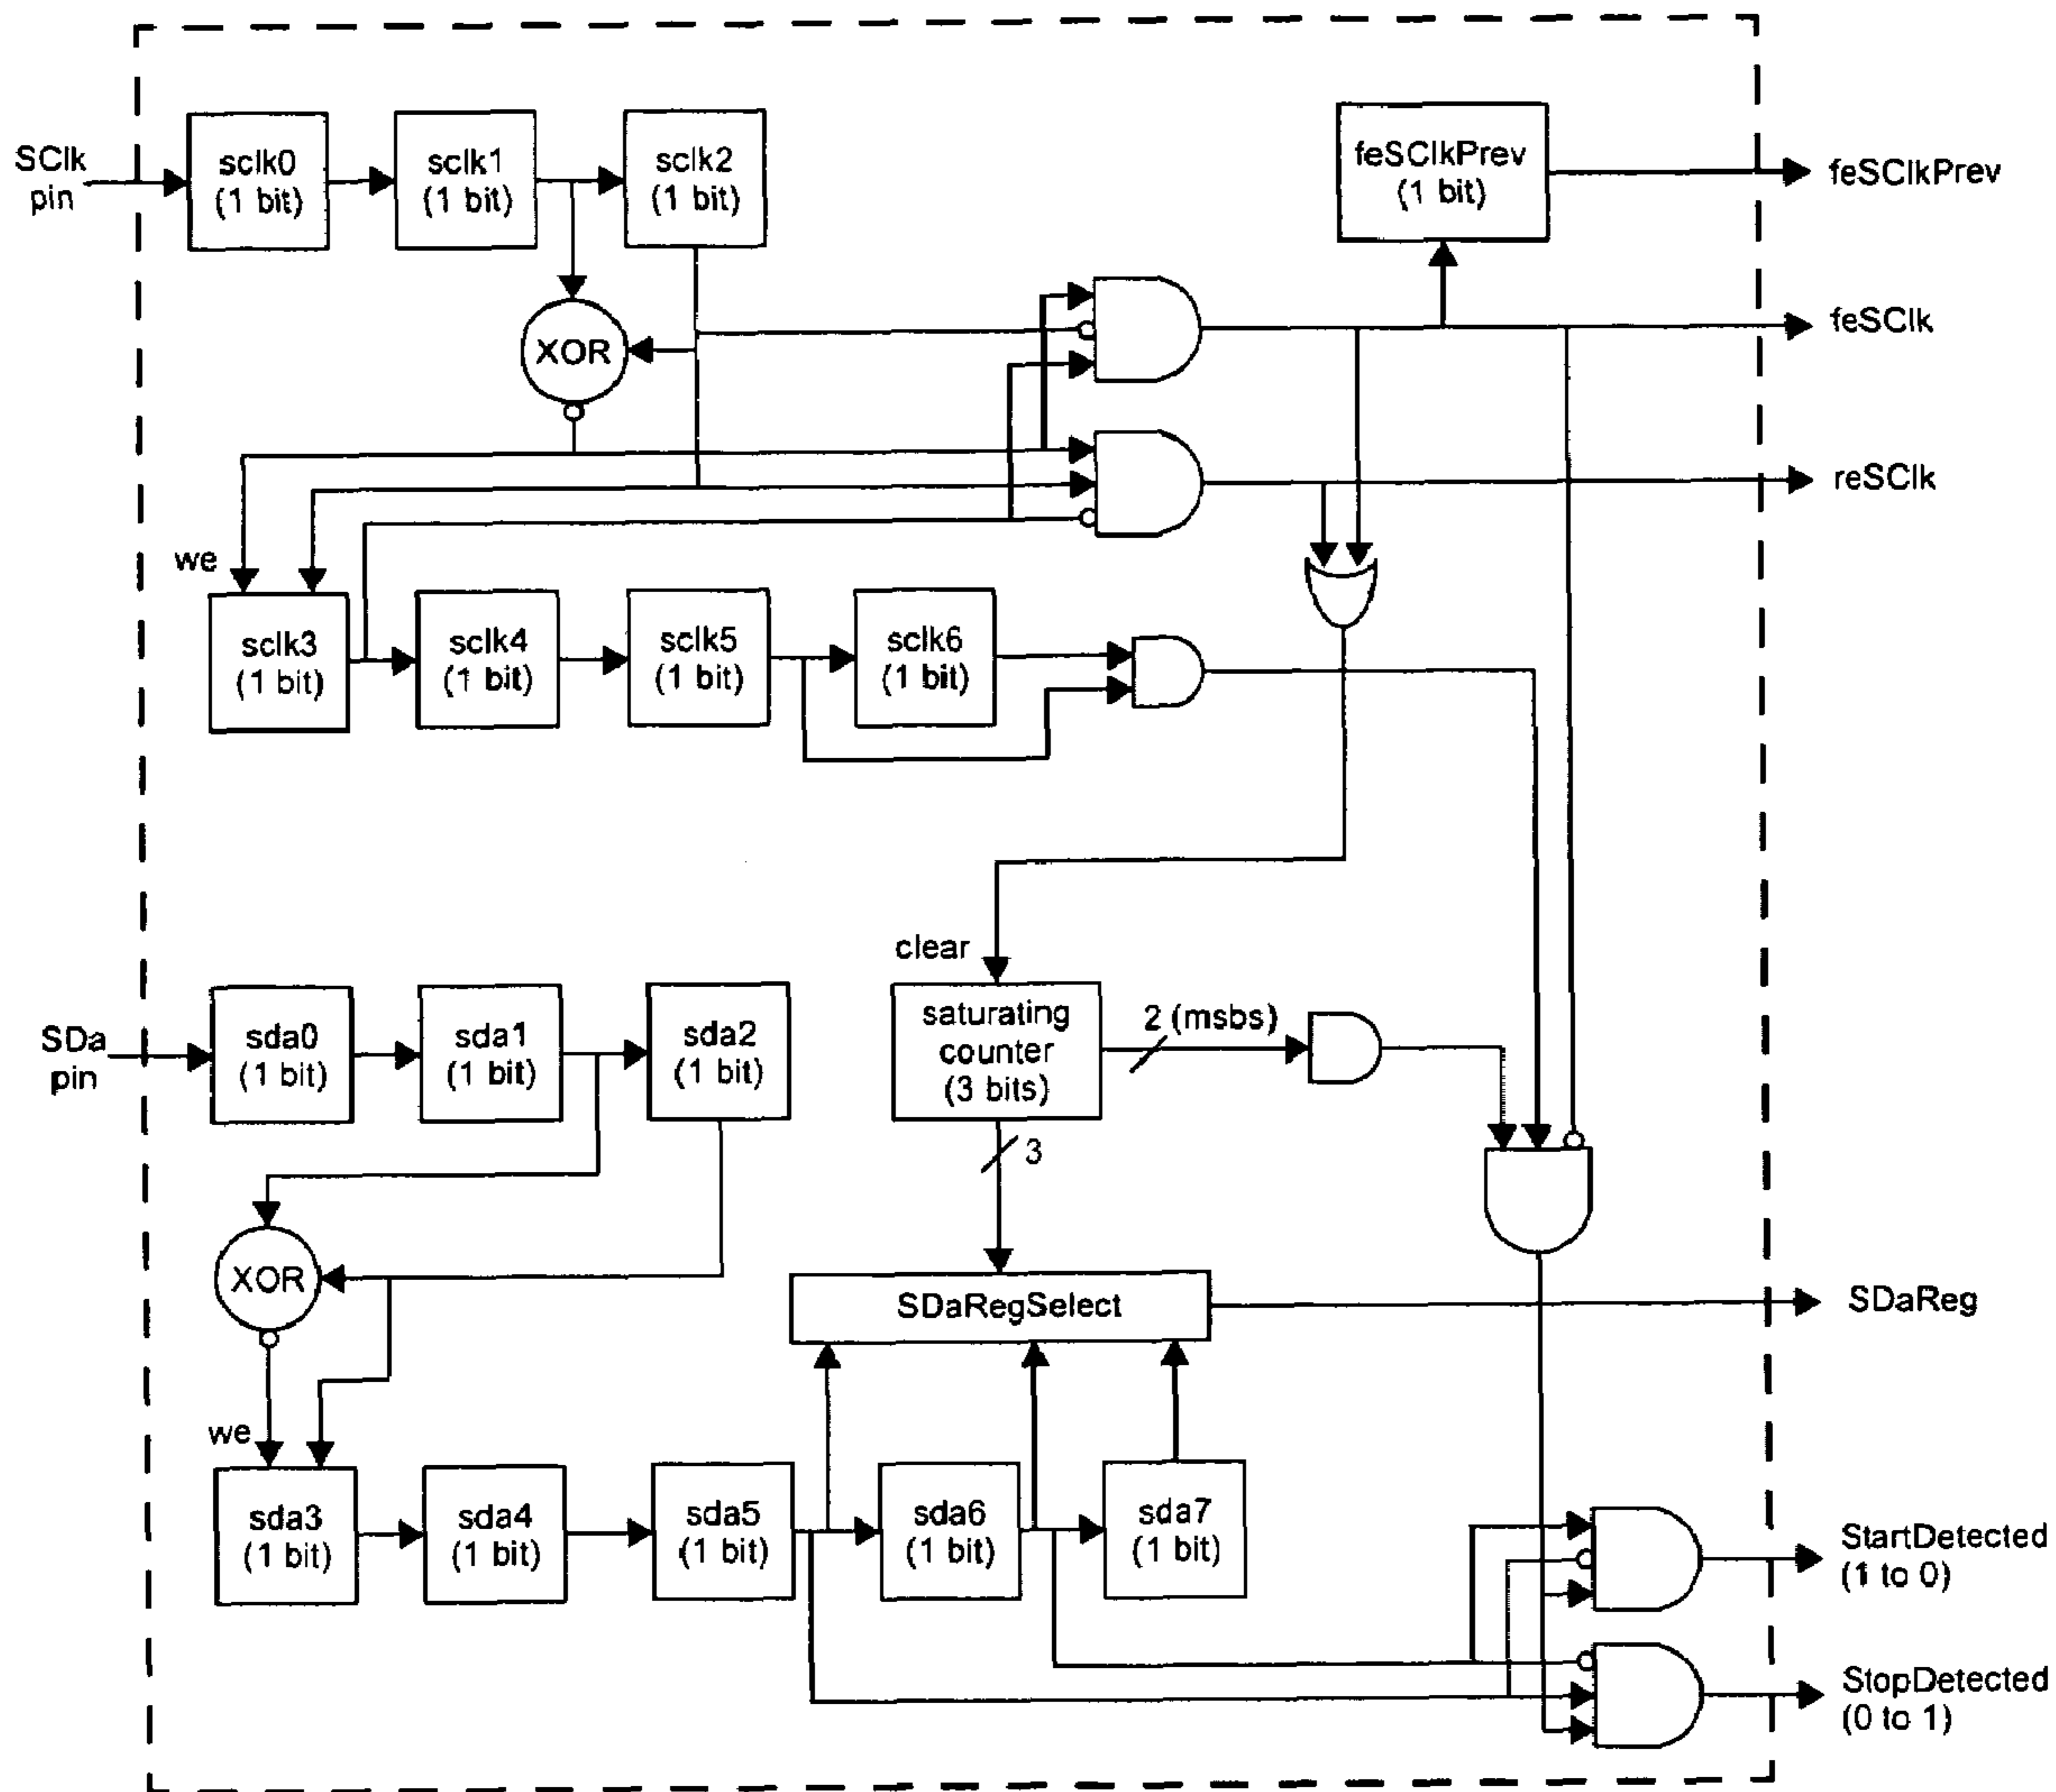 SClk
pin
sclk0
(1 bit)
sclk1
(1 bit)
sclk2
(1 bit)
feSClkPrev
(1 bit)
feSClkPrev
XOR
feSClk
reSClk
we
sclk3
(1 bit)
sclk4
(1 bit)
sclk5
(1 bit)
sclk6
(1 bit)
clear
SDa
pin
sda0
(1 bit)
sda1
(1 bit)
sda2
(1 bit)
saturating
counter
(3 bits)
2 (msbs)
3
XOR
SDaRegSelect
SDaReg
we
sda3
(1 bit)
sda4
(1 bit)
sda5
(1 bit)
sda6
(1 bit)
sda7
(1 bit)
StartDetected
(1 to 0)
StopDetected
(0 to 1)